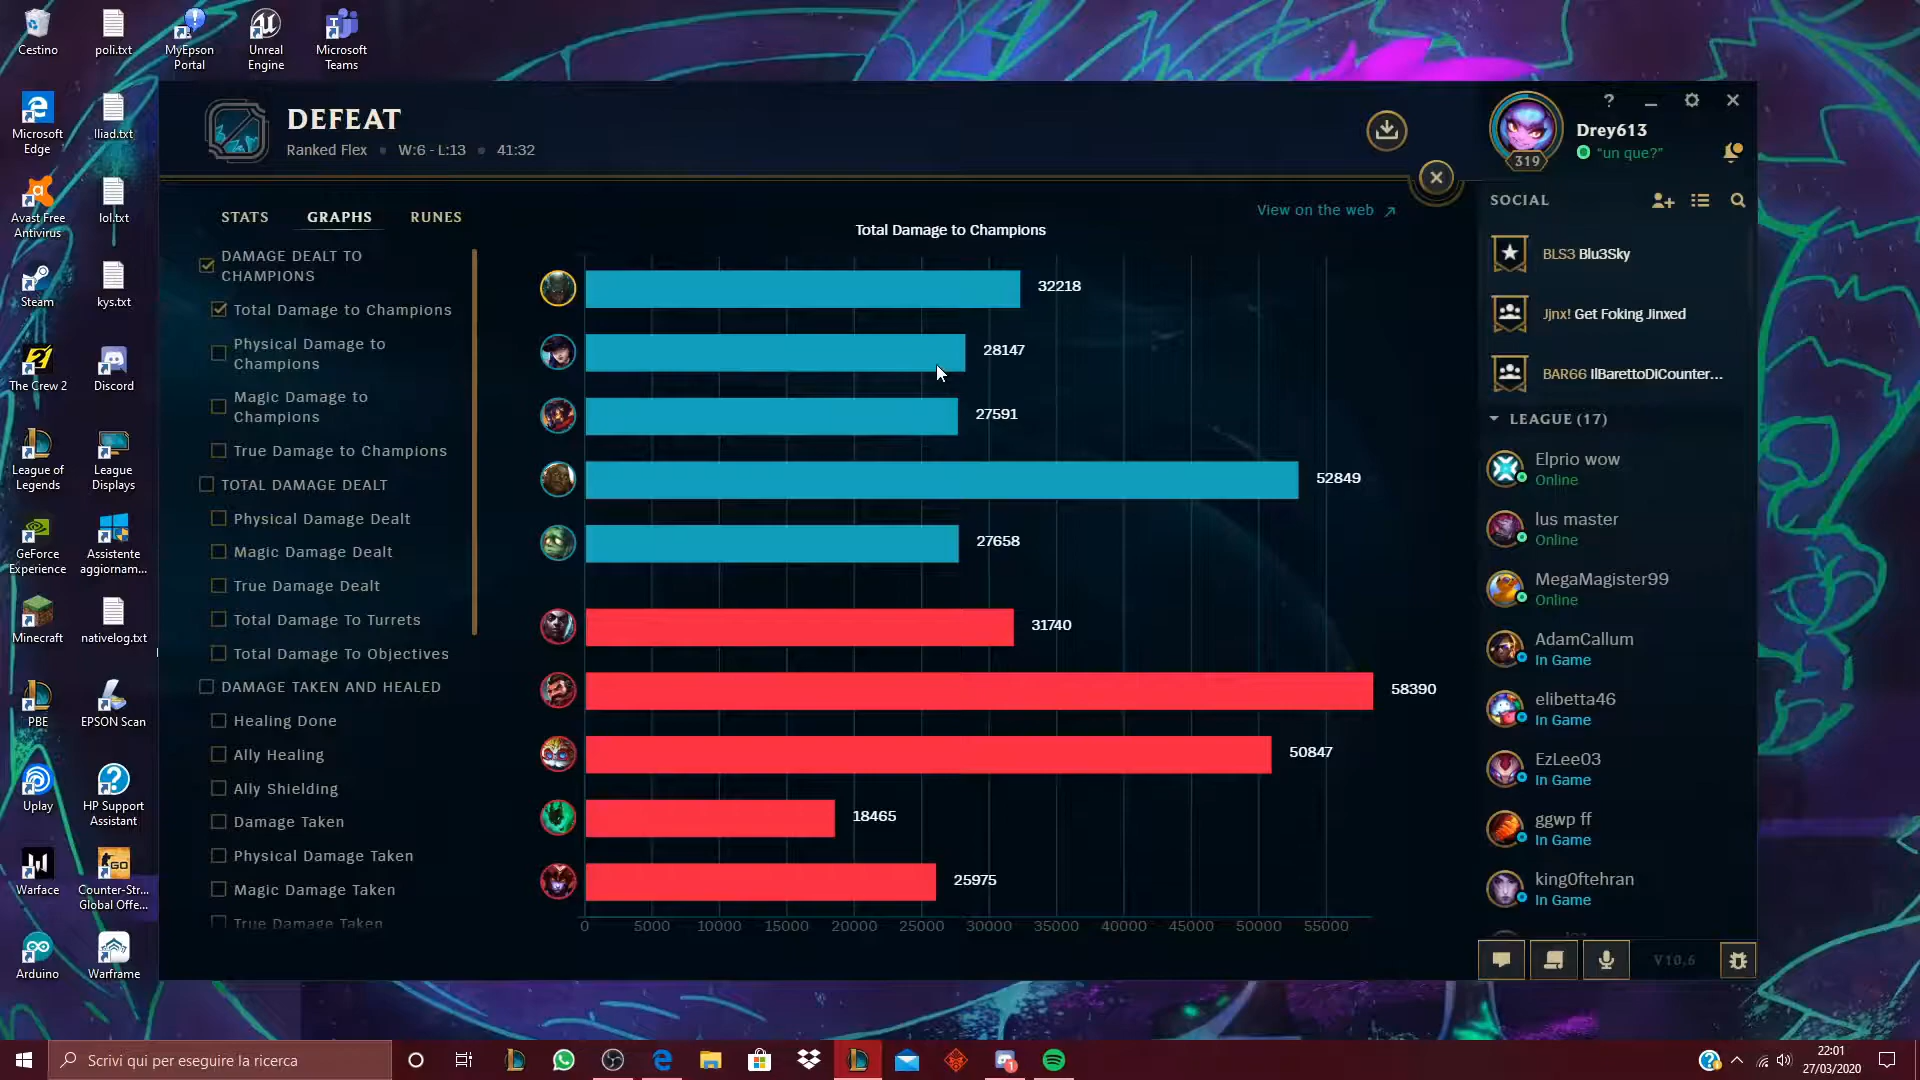 Cestino
poli.txt
MyEpson
Portal
Unreal
Engine
Microsoft
Teams
Microsoft
Edge
Iliad.txt
Avast Free
Antivirus
lol.txt
Steam
kys.txt
The Crew 2
Discord
League of
Legends
League
Displays
GeForce
Experience
Assistente
aggiornam...
Minecraft
nativelog.txt
PBE
EPSON Scan
Uplay
HP Support
Assistant
Warface
Counter-Str...
Global Offe...
Arduino
Warframe
DEFEAT
Ranked Flex • W:6 - L:13 • 41:32
STATS GRAPHS RUNES
View on the web
DAMAGE DEALT TO
CHAMPIONS
Total Damage to Champions
Physical Damage to
Champions
Magic Damage to
Champions
True Damage to Champions
TOTAL DAMAGE DEALT
Physical Damage Dealt
Magic Damage Dealt
True Damage Dealt
Total Damage To Turrets
Total Damage To Objectives
DAMAGE TAKEN AND HEALED
Healing Done
Ally Healing
Ally Shielding
Damage Taken
Physical Damage Taken
Magic Damage Taken
True Damage Taken
Total Damage to Champions
32218
28147
27591
52849
27658
31740
58390
50847
18465
25975
0 5000 10000 15000 20000 25000 30000 35000 40000 45000 50000 55000
?
319
Drey613
"un que?"
SOCIAL
BLS3 Blu3Sky
Jjnx! Get Foking Jinxed
BAR66 IlBarettoDiCounter...
LEAGUE (17)
Elprio wow
Online
lus master
Online
MegaMagister99
Online
AdamCallum
In Game
elibetta46
In Game
EzLee03
In Game
ggwp ff
In Game
king0ftehran
In Game
V10.6
Scrivi qui per eseguire la ricerca
1
22:01
27/03/2020